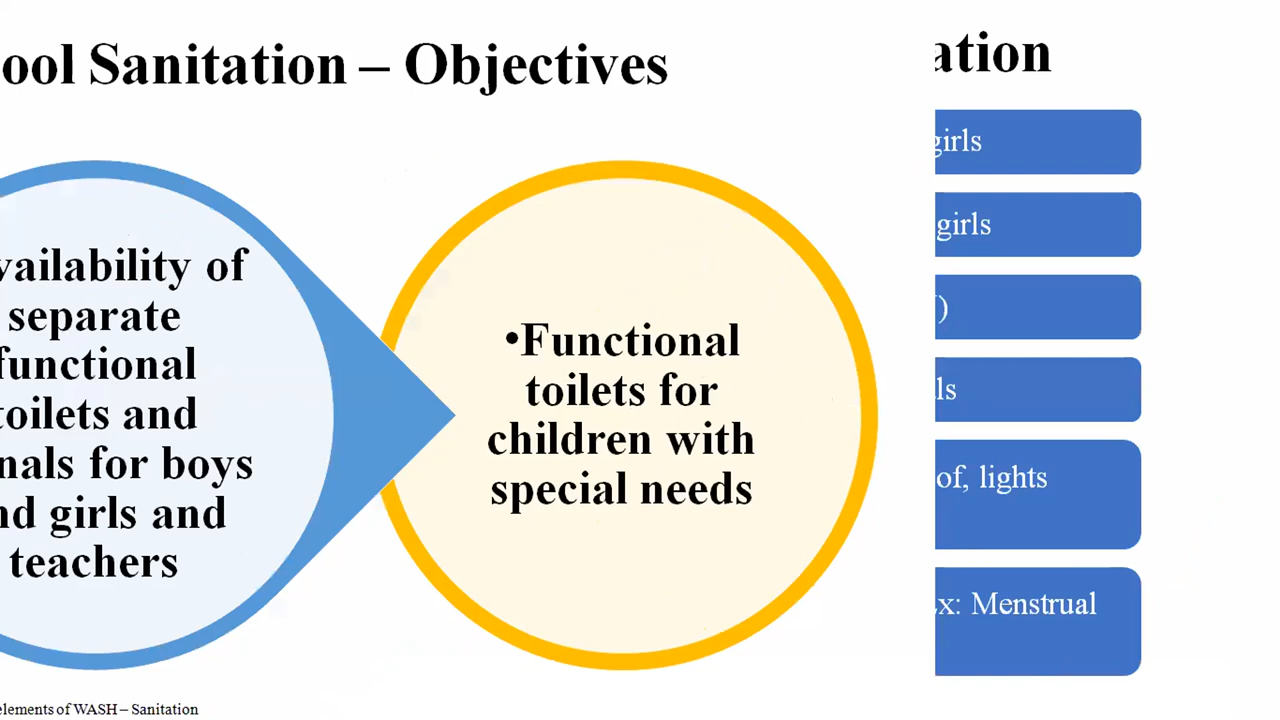 ool Sanitation – Objectives
vailability of
separate
functional
toilets and
nals for boys
nd girls and
teachers
•Functional
toilets for
children with
special needs
elements of WASH – Sanitation
ation
girls
girls
)
ls
of, lights
x: Menstrual